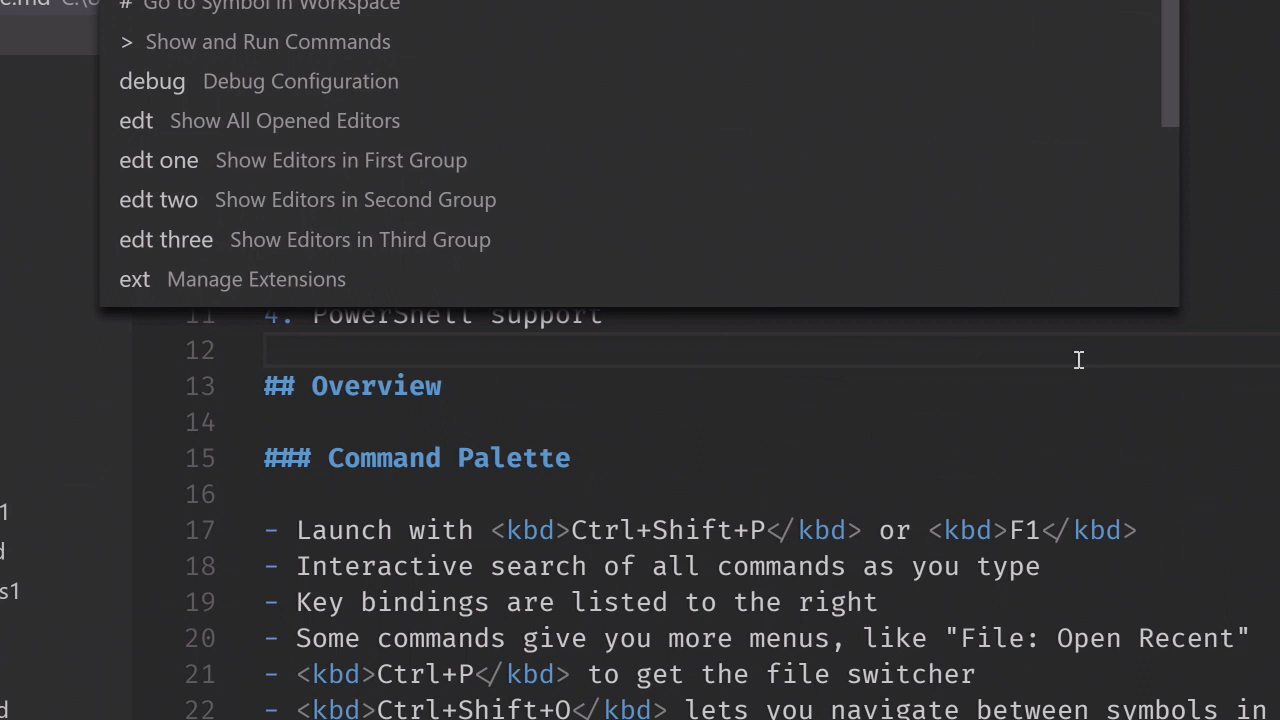 # Go to Symbol in Workspace
> Show and Run Commands
debug Debug Configuration
edt Show All Opened Editors
edt one Show Editors in First Group
edt two Show Editors in Second Group
edt three Show Editors in Third Group
ext Manage Extensions
11 4. PowerShell support
12
13 ## Overview
14
15 ### Command Palette
16
17 - Launch with <kbd>Ctrl+Shift+P</kbd> or <kbd>F1</kbd>
18 - Interactive search of all commands as you type
19 - Key bindings are listed to the right
20 - Some commands give you more menus, like "File: Open Recent"
21 - <kbd>Ctrl+P</kbd> to get the file switcher
22 - <kbd>Ctrl+Shift+O</kbd> lets you navigate between symbols in